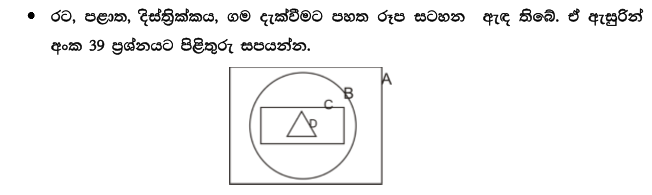 • රට, පළාත, දිස්ත්‍රික්කය, ගම දැක්වීමට පහත රූප සටහන ඇඳ තිබේ. ඒ ඇසුරින්
අංක 39 ප්‍රශ්නයට පිළිතුරු සපයන්න.
A
B
C
D